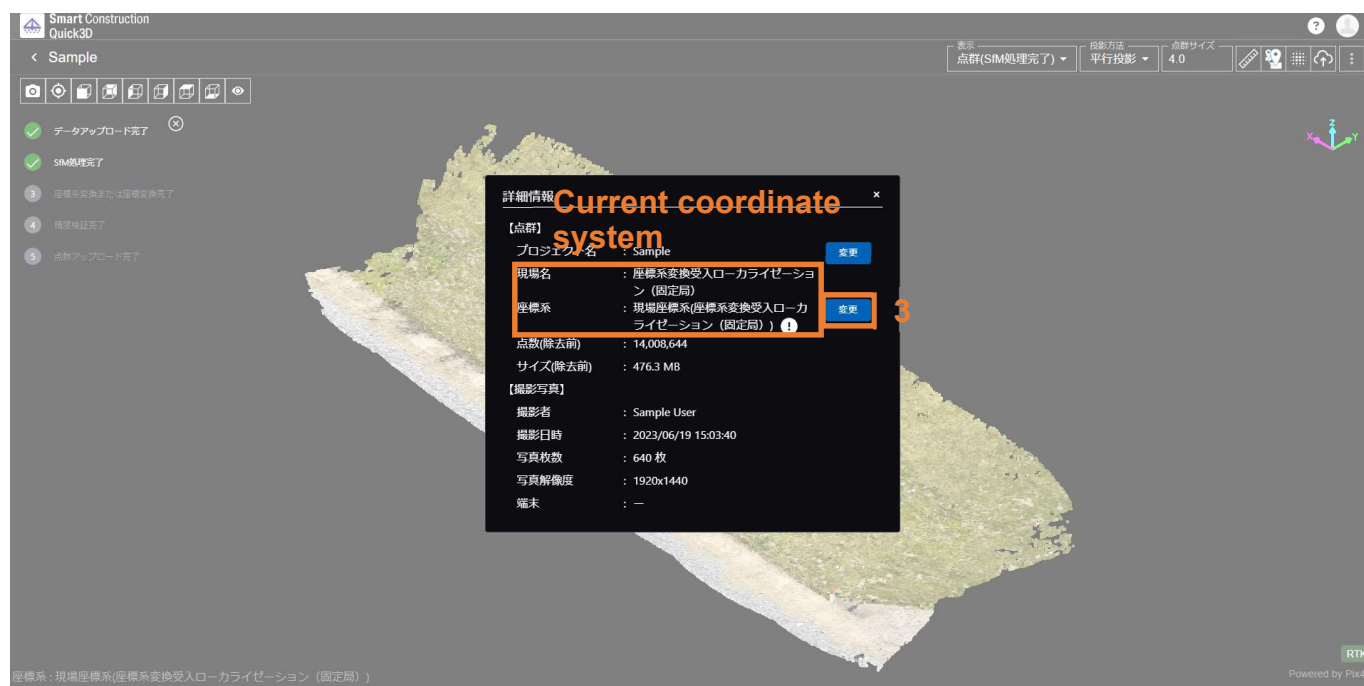 Smart Construction
Quick3D
Sample
表示
点群(SfM処理完了)
投影方法
平行投影
点群サイズ
4.0
データアップロード完了
SfM処理完了
3 座標系変換または座標変換完了
4 精度検証完了
5 点群アップロード完了
Z
X
Y
詳細情報
×
Current coordinate
system
【点群】
プロジェクト名 : Sample 変更
現場名 : 座標系変換受入ローカライゼーショ
ン（固定局）
座標系 : 現場座標系(座標系変換受入ローカ 変更 3
ライゼーション（固定局）) !
点数(除去前) : 14,008,644
サイズ(除去前) : 476.3 MB
【撮影写真】
撮影者 : Sample User
撮影日時 : 2023/06/19 15:03:40
写真枚数 : 640 枚
写真解像度 : 1920x1440
端末 : —
RTK
座標系 : 現場座標系(座標系変換受入ローカライゼーション（固定局）)
Powered by Pix4